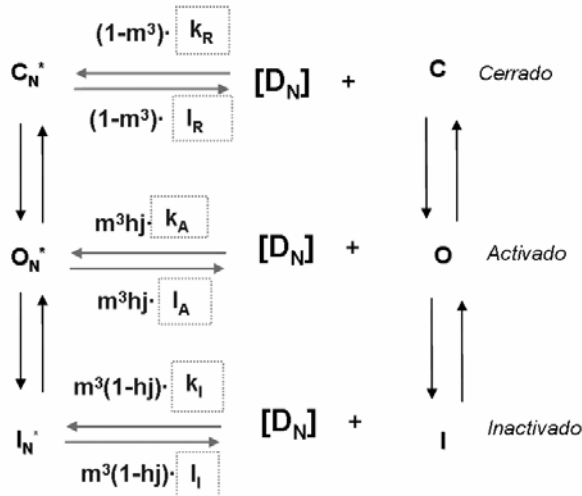 (1-m³)· k_R
C_N* [D_N] + C Cerrado
(1-m³)· l_R
m³hj· k_A
O_N* [D_N] + O Activado
m³hj· l_A
m³(1-hj)· k_I
I_N* [D_N] + I Inactivado
m³(1-hj)· l_I